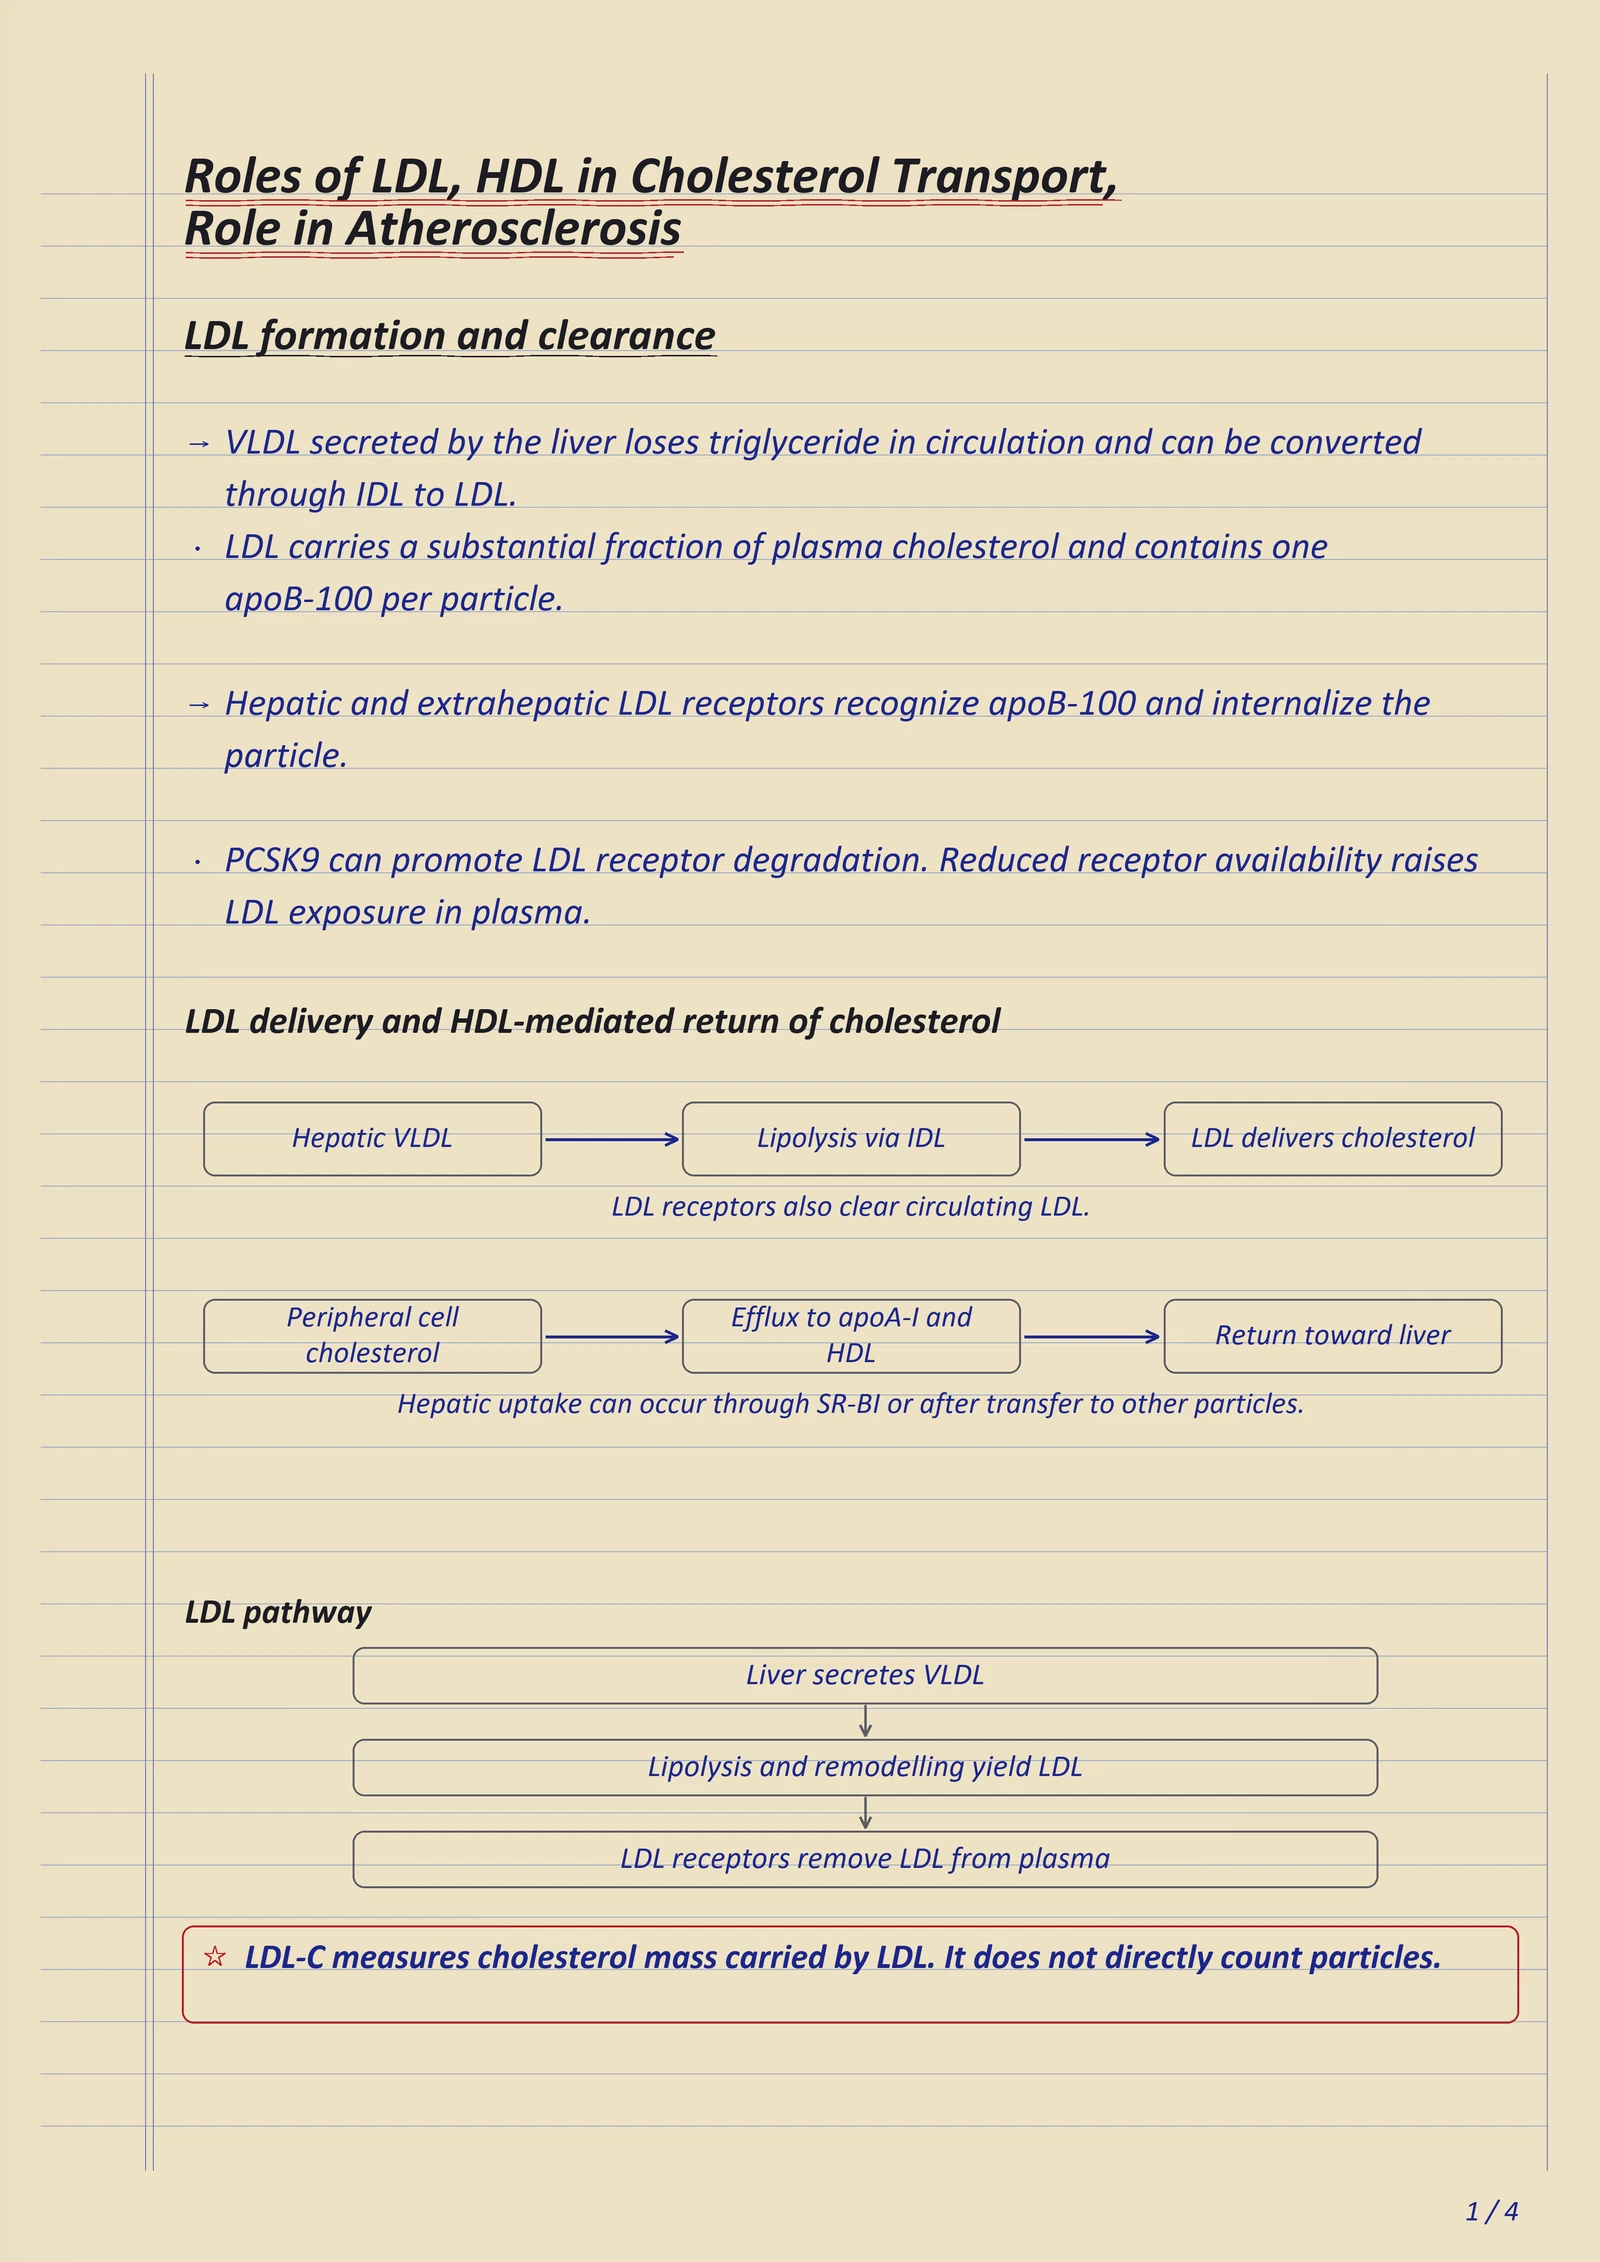 Roles of LDL, HDL in Cholesterol Transport,
Role in Atherosclerosis
LDL formation and clearance
→ VLDL secreted by the liver loses triglyceride in circulation and can be converted
through IDL to LDL.
· LDL carries a substantial fraction of plasma cholesterol and contains one
apoB-100 per particle.
→ Hepatic and extrahepatic LDL receptors recognize apoB-100 and internalize the
particle.
· PCSK9 can promote LDL receptor degradation. Reduced receptor availability raises
LDL exposure in plasma.
LDL delivery and HDL-mediated return of cholesterol
Hepatic VLDL
Lipolysis via IDL
LDL delivers cholesterol
LDL receptors also clear circulating LDL.
Peripheral cell
cholesterol
Efflux to apoA-I and
HDL
Return toward liver
Hepatic uptake can occur through SR-BI or after transfer to other particles.
LDL pathway
Liver secretes VLDL
Lipolysis and remodelling yield LDL
LDL receptors remove LDL from plasma
☆ LDL-C measures cholesterol mass carried by LDL. It does not directly count particles.
1 / 4